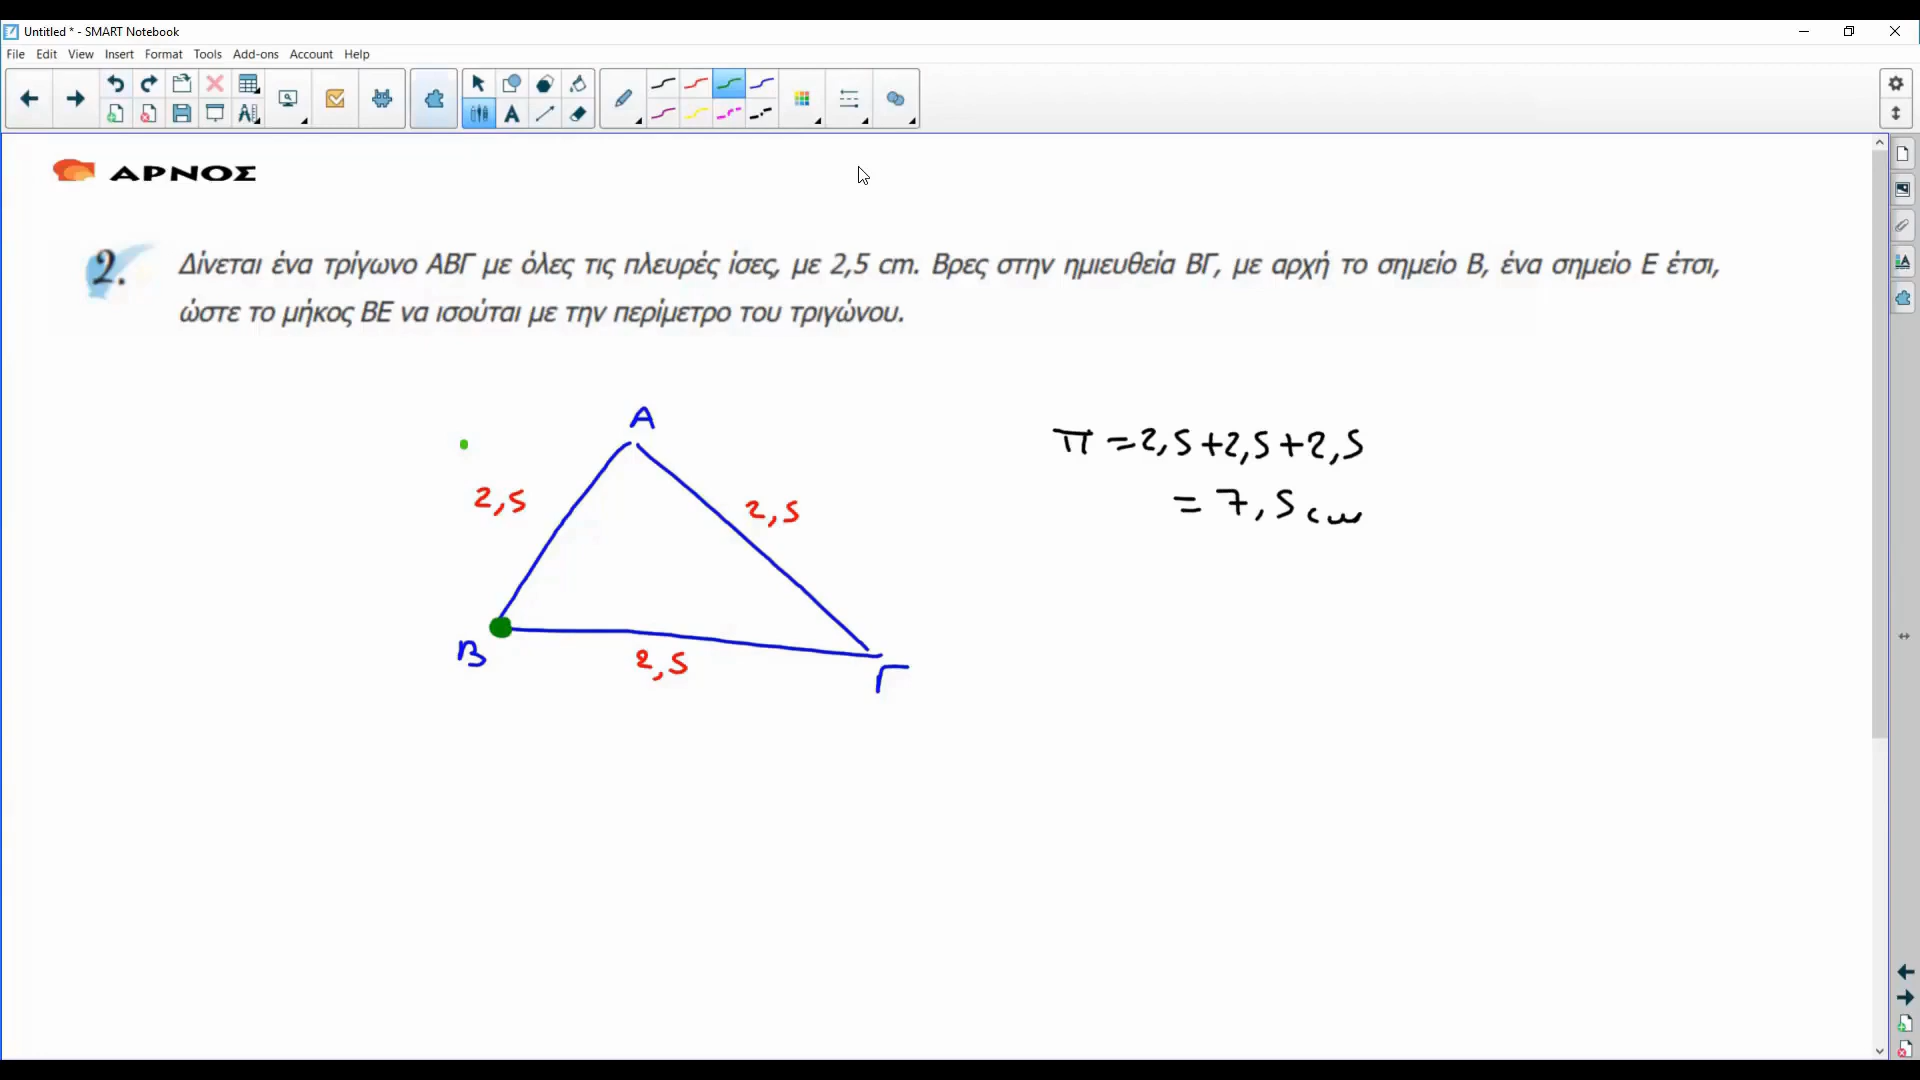 Untitled * - SMART Notebook
File Edit View Insert Format Tools Add-ons Account Help
ΑΡΝΟΣ
2. Δίνεται ένα τρίγωνο ΑΒΓ με όλες τις πλευρές ίσες, με 2,5 cm. Βρες στην ημιευθεία ΒΓ, με αρχή το σημείο Β, ένα σημείο Ε έτσι,
ώστε το μήκος ΒΕ να ισούται με την περίμετρο του τριγώνου.
Α
Π = 2,5+2,5+2,5
2,5
2,5
= 7,5 cm
Β
2,5
Γ